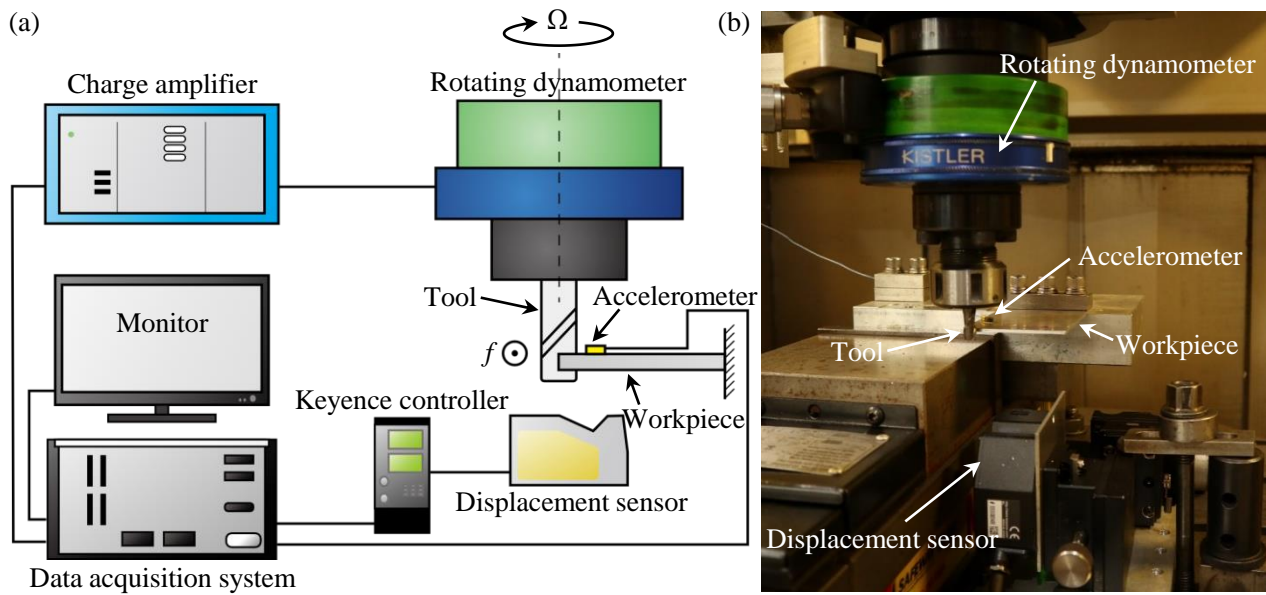 (a)
Ω
Charge amplifier
Rotating dynamometer
Tool
Accelerometer
Monitor
f
Keyence controller
Workpiece
Displacement sensor
Data acquisition system
(b)
Rotating dynamometer
KISTLER
Accelerometer
Tool
Workpiece
Displacement sensor